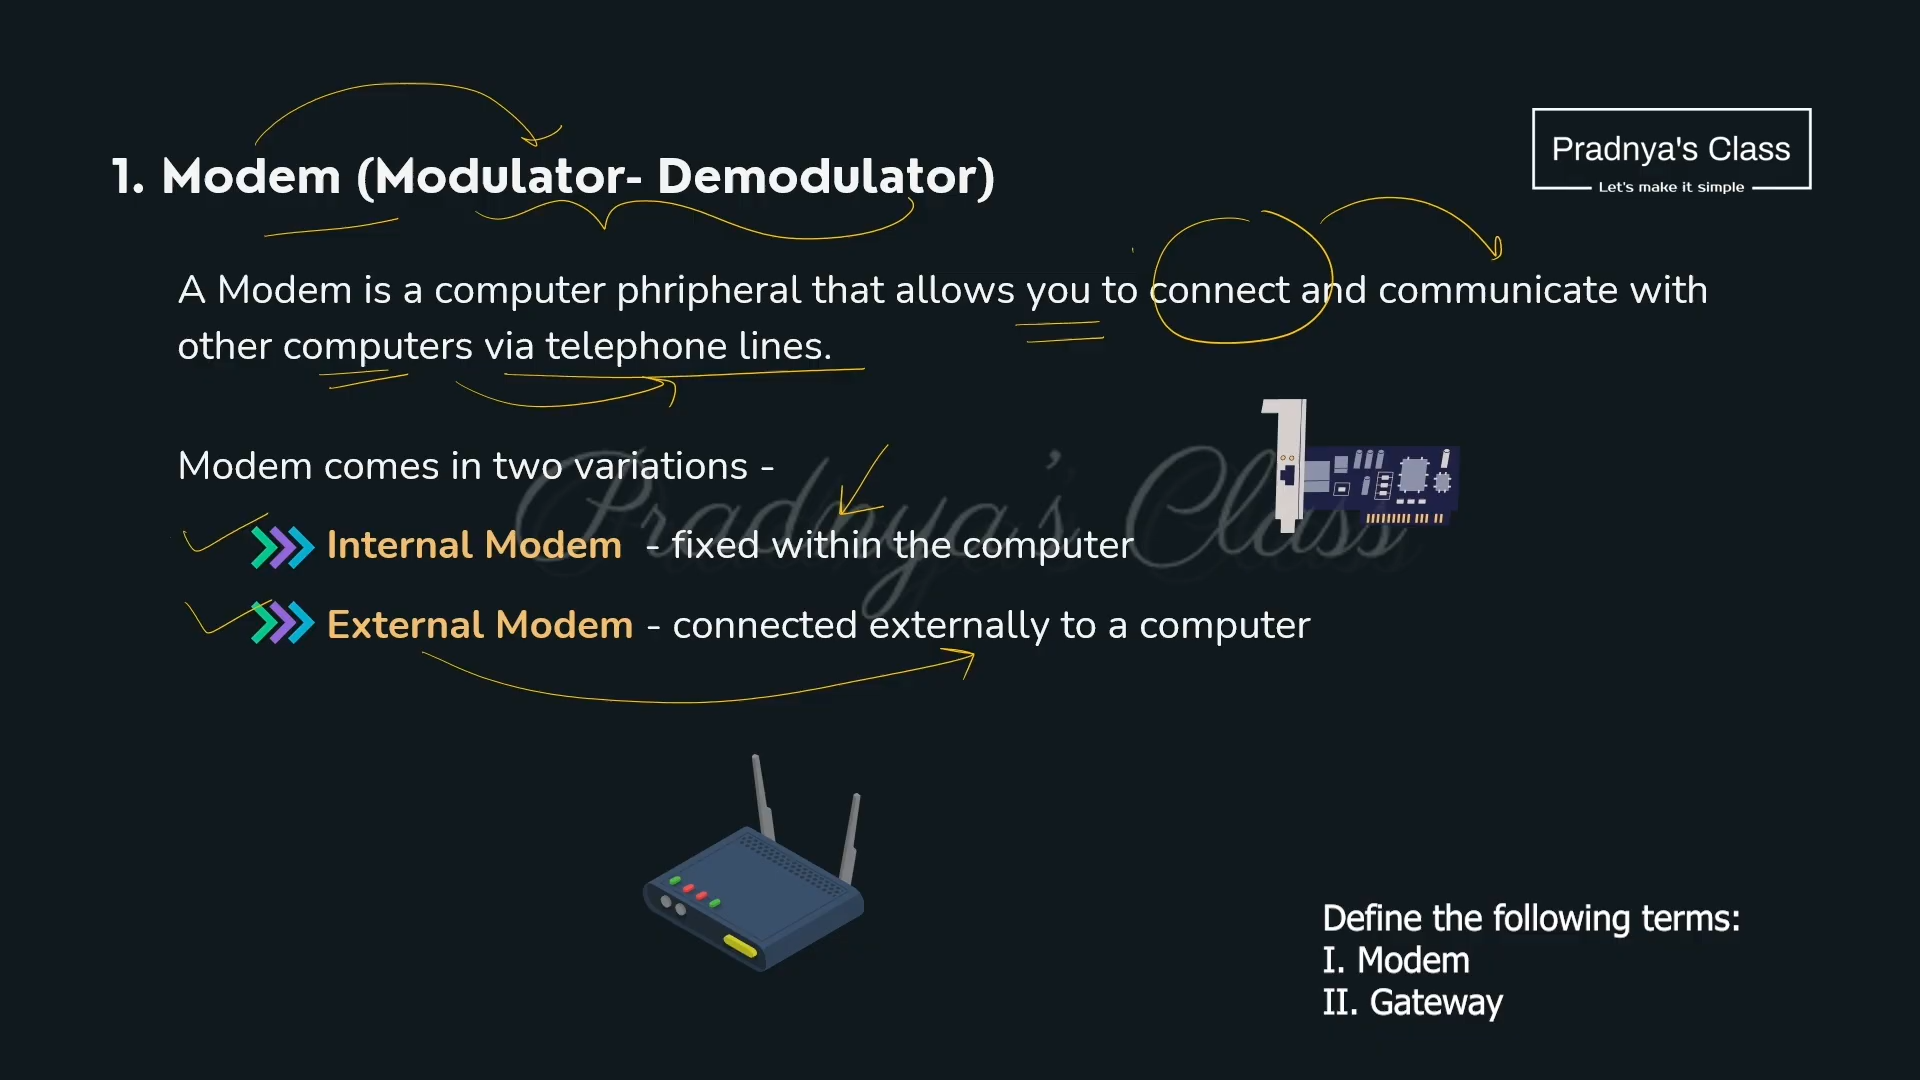 Pradnya's Class
Let's make it simple
1. Modem (Modulator- Demodulator)
A Modem is a computer phripheral that allows you to connect and communicate with
other computers via telephone lines.
Modem comes in two variations -
Pradnya's Class
Internal Modem - fixed within the computer
External Modem - connected externally to a computer
Define the following terms:
I. Modem
II. Gateway